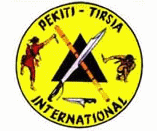 PEKITI - TIRSIA
INTERNATIONAL